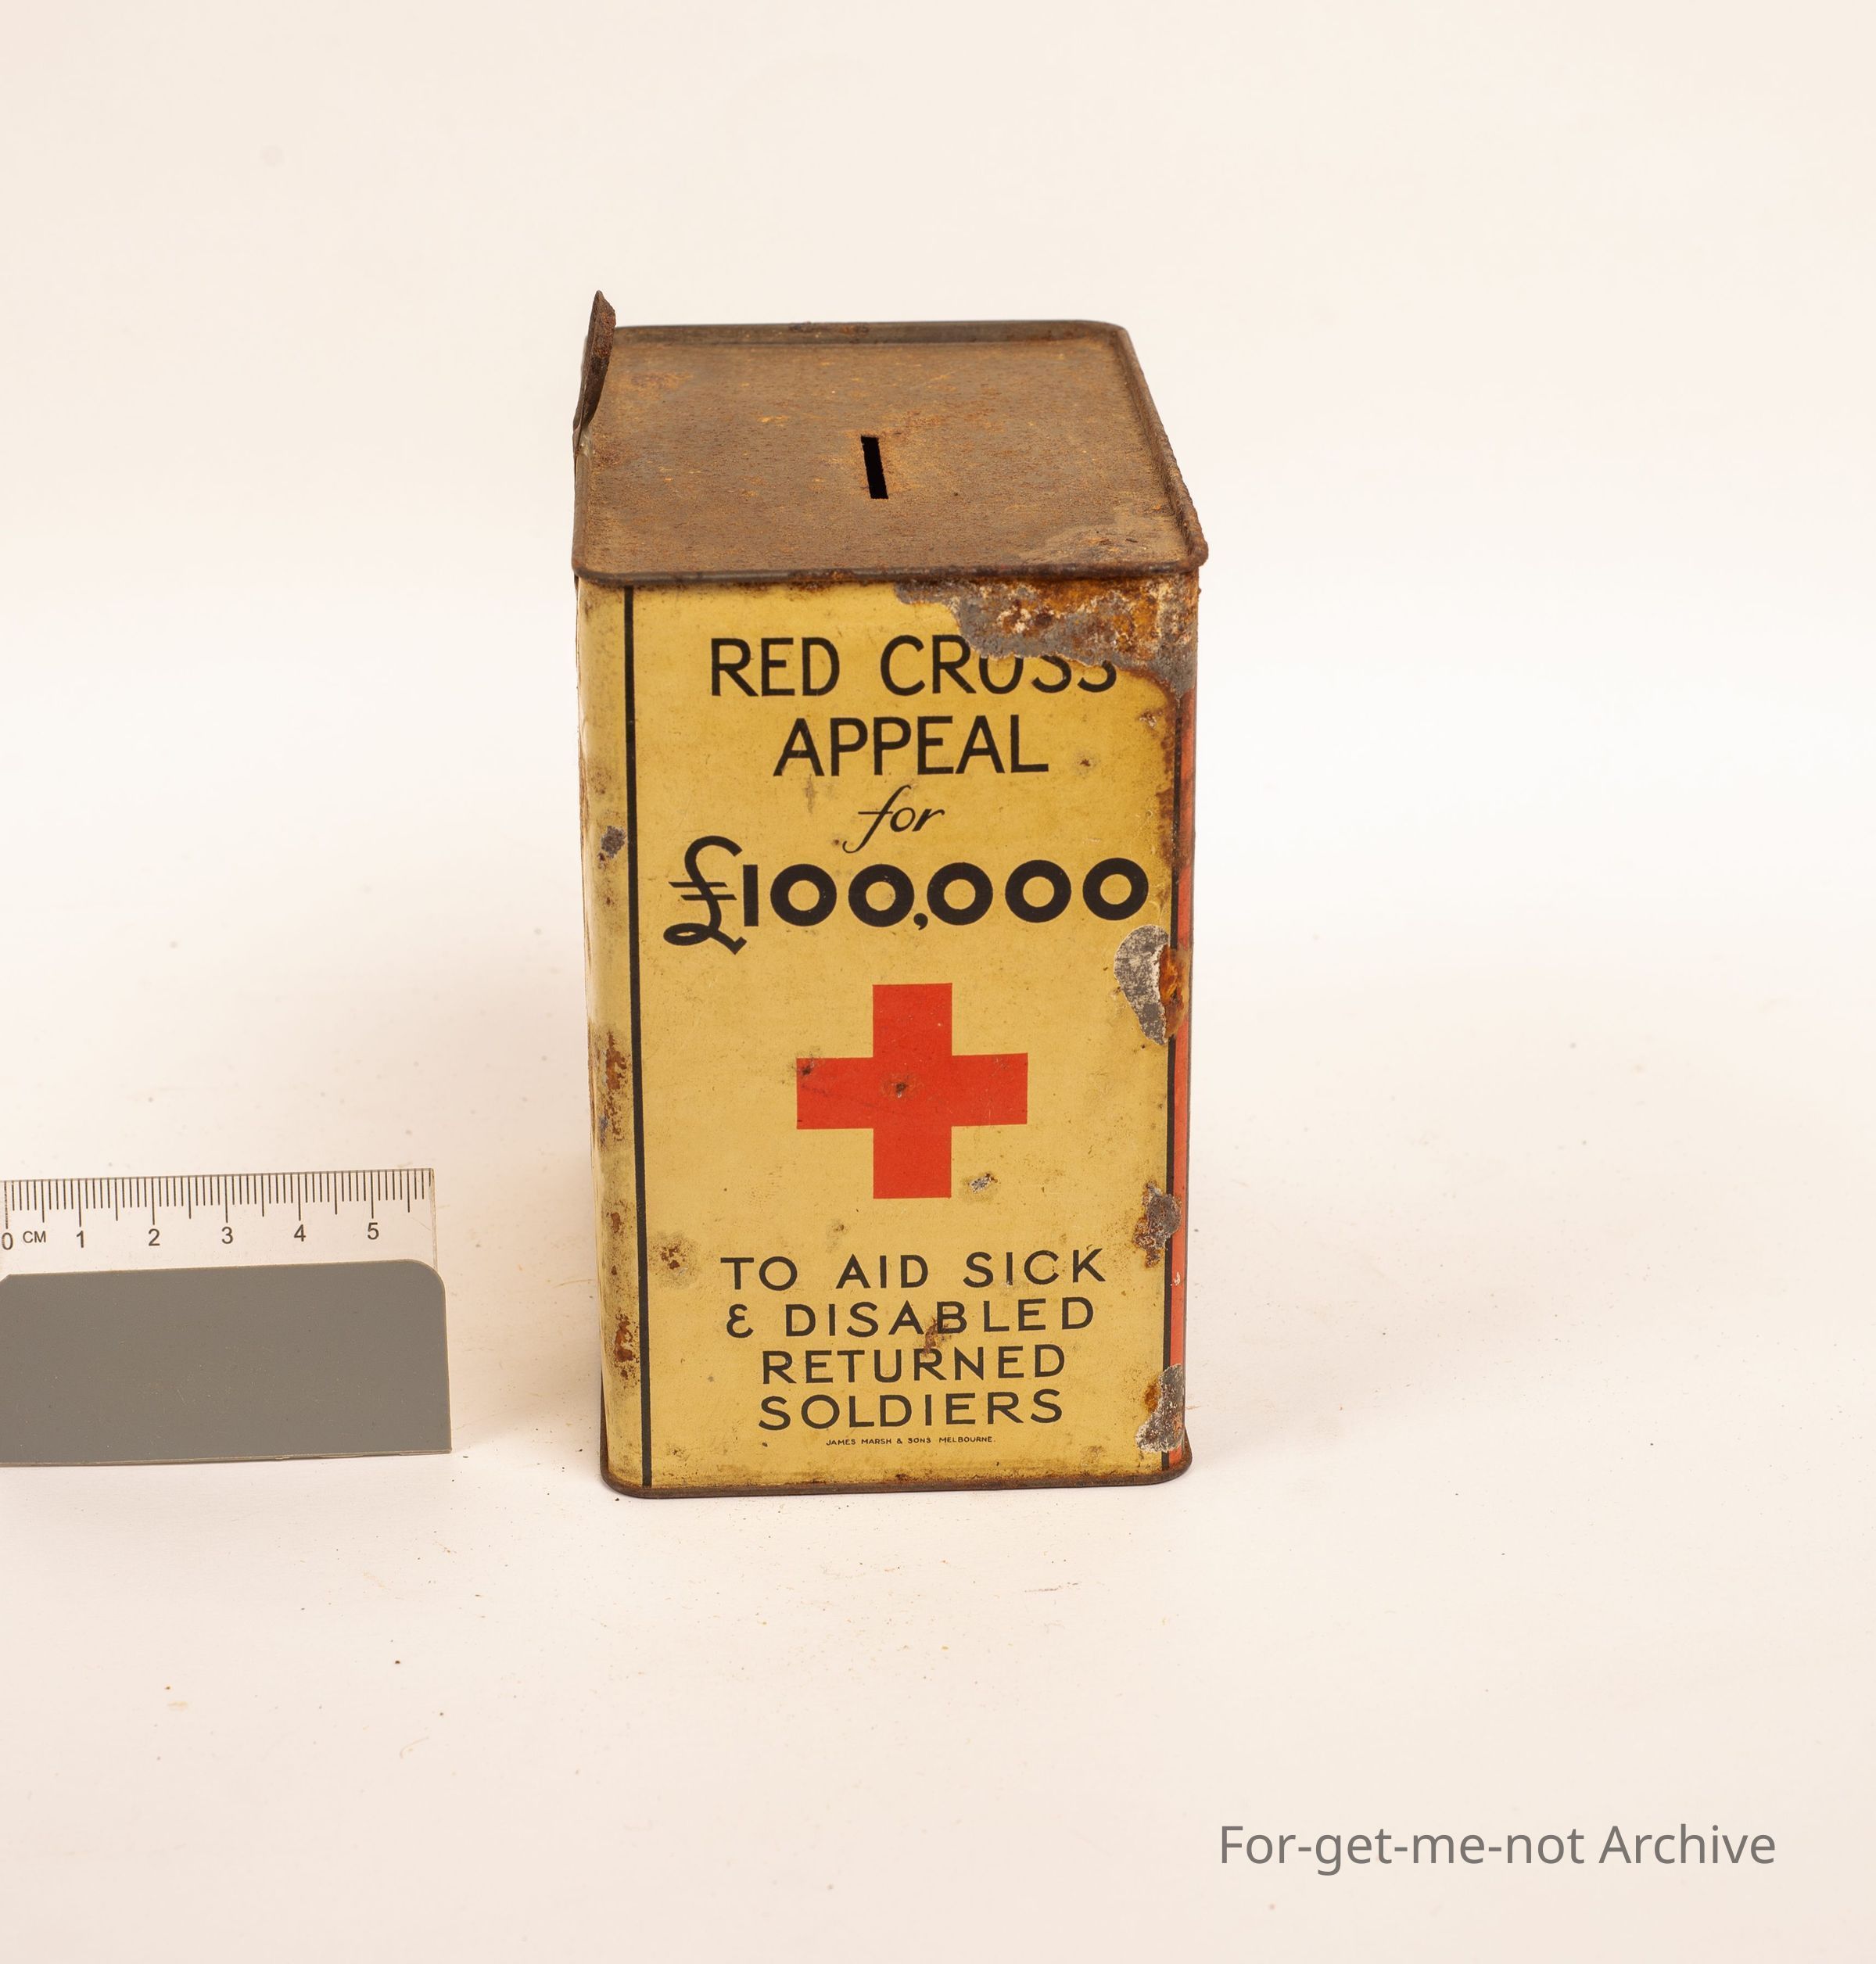 RED CROSS
APPEAL
for
£100,000
TO AID SICK
& DISABLED
RETURNED
SOLDIERS
JAMES MARSH & SONS MELBOURNE.
0 CM 1 2 3 4 5
For-get-me-not Archive